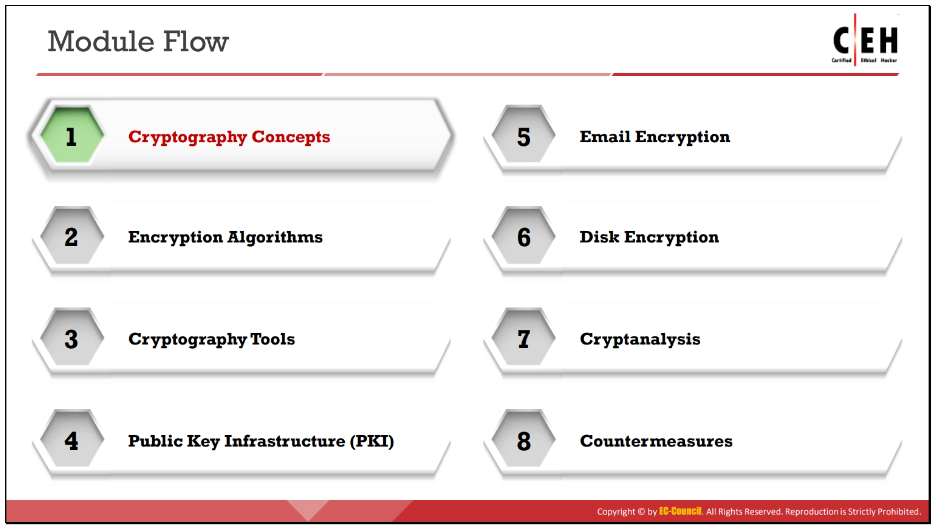 Module Flow
C|EH
Certified Ethical Hacker
1 Cryptography Concepts
2 Encryption Algorithms
3 Cryptography Tools
4 Public Key Infrastructure (PKI)
5 Email Encryption
6 Disk Encryption
7 Cryptanalysis
8 Countermeasures
Copyright © by EC-Council. All Rights Reserved. Reproduction is Strictly Prohibited.